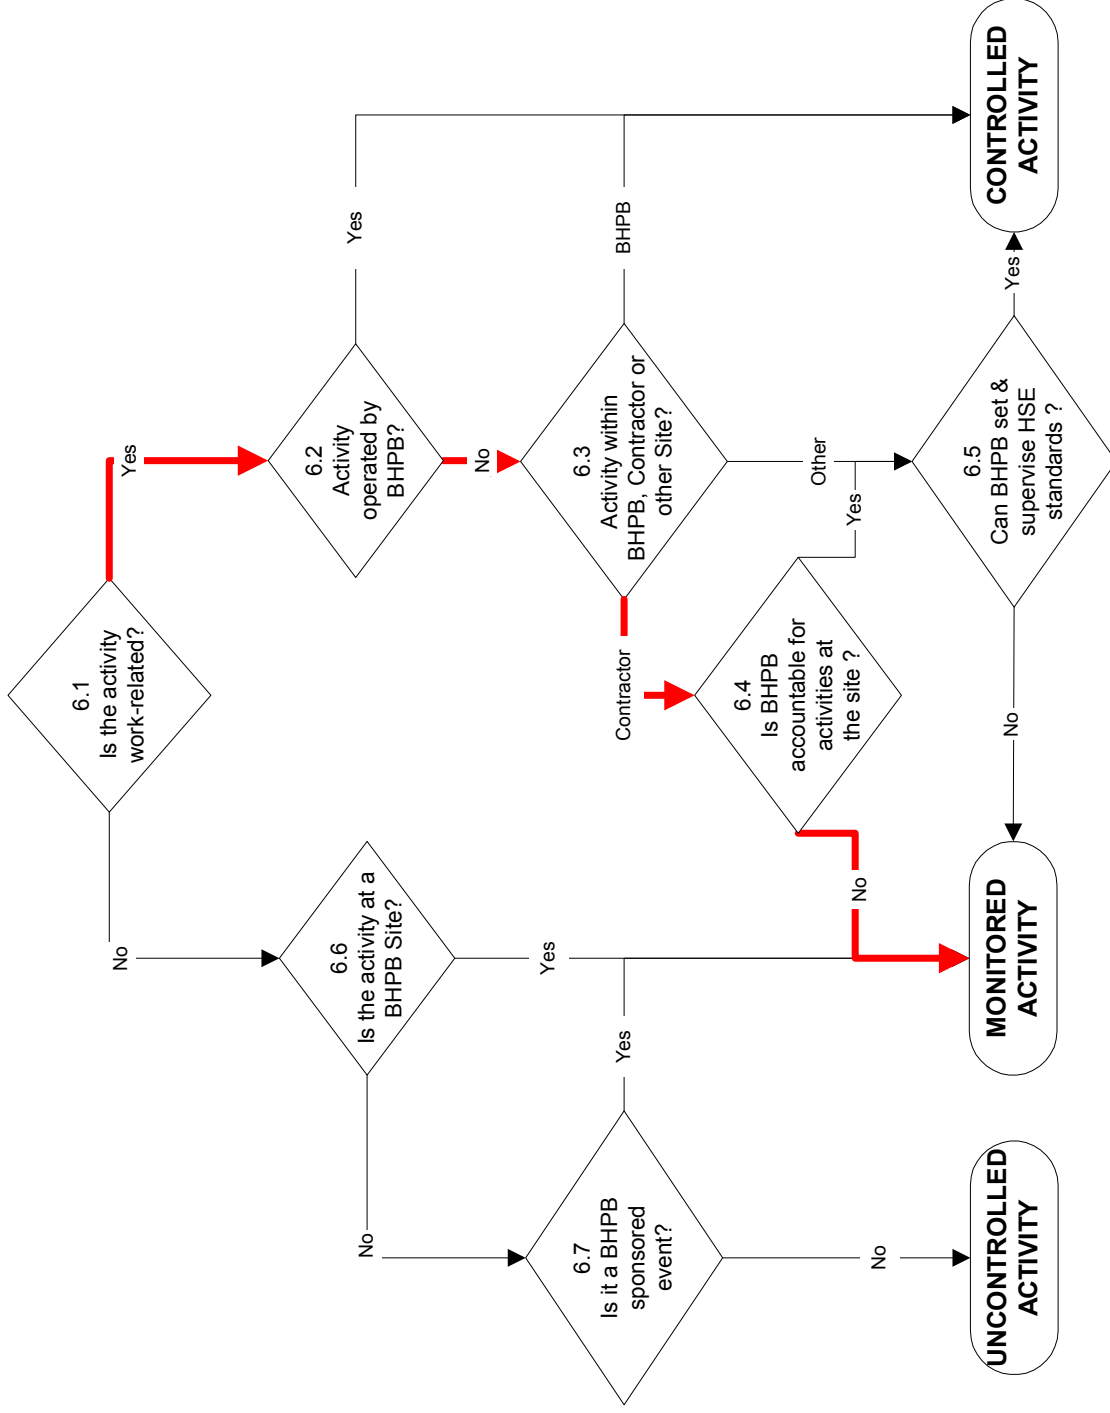 6.1
Is the activity
work-related?
No
Yes
6.6
Is the activity at a
BHPB Site?
6.2
Activity
operated by
BHPB?
No
Yes
No
Yes
6.7
Is it a BHPB
sponsored
event?
Yes
6.3
Activity within
BHPB, Contractor or
other Site?
Contractor
BHPB
Other
6.4
Is BHPB
accountable for
activities at
the site ?
No
Yes
No
6.5
Can BHPB set &
supervise HSE
standards ?
No
Yes
UNCONTROLLED
ACTIVITY
MONITORED
ACTIVITY
CONTROLLED
ACTIVITY